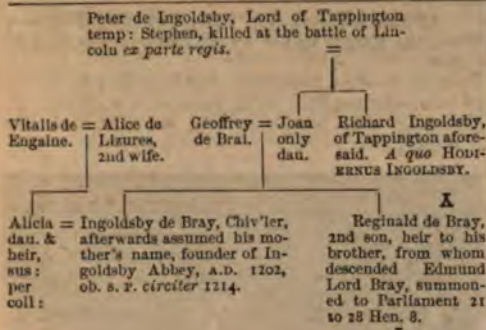 Peter de Ingoldsby, Lord of Tappington
temp: Stephen, killed at the battle of Lin-
coln ex parte regis.
=
Vitalis de = Alice de
Engaine. Lizures,
2nd wife.
Geoffrey = Joan
de Brai. only
dau.
Richard Ingoldsby,
of Tappington afore-
said. A quo HODI-
ERNUS INGOLDSBY.
Alicia =
dau. &
heir,
sus:
per
coll:
Ingoldsby de Bray, Chiv'ler,
afterwards assumed his mo-
ther's name, founder of In-
goldsby Abbey, A.D. 1202,
ob. S. P. circiter 1214.
Reginald de Bray,
2nd son, heir to his
brother, from whom
descended Edmund
Lord Bray, summon-
ed to Parliament 21
to 28 Hen. 8.